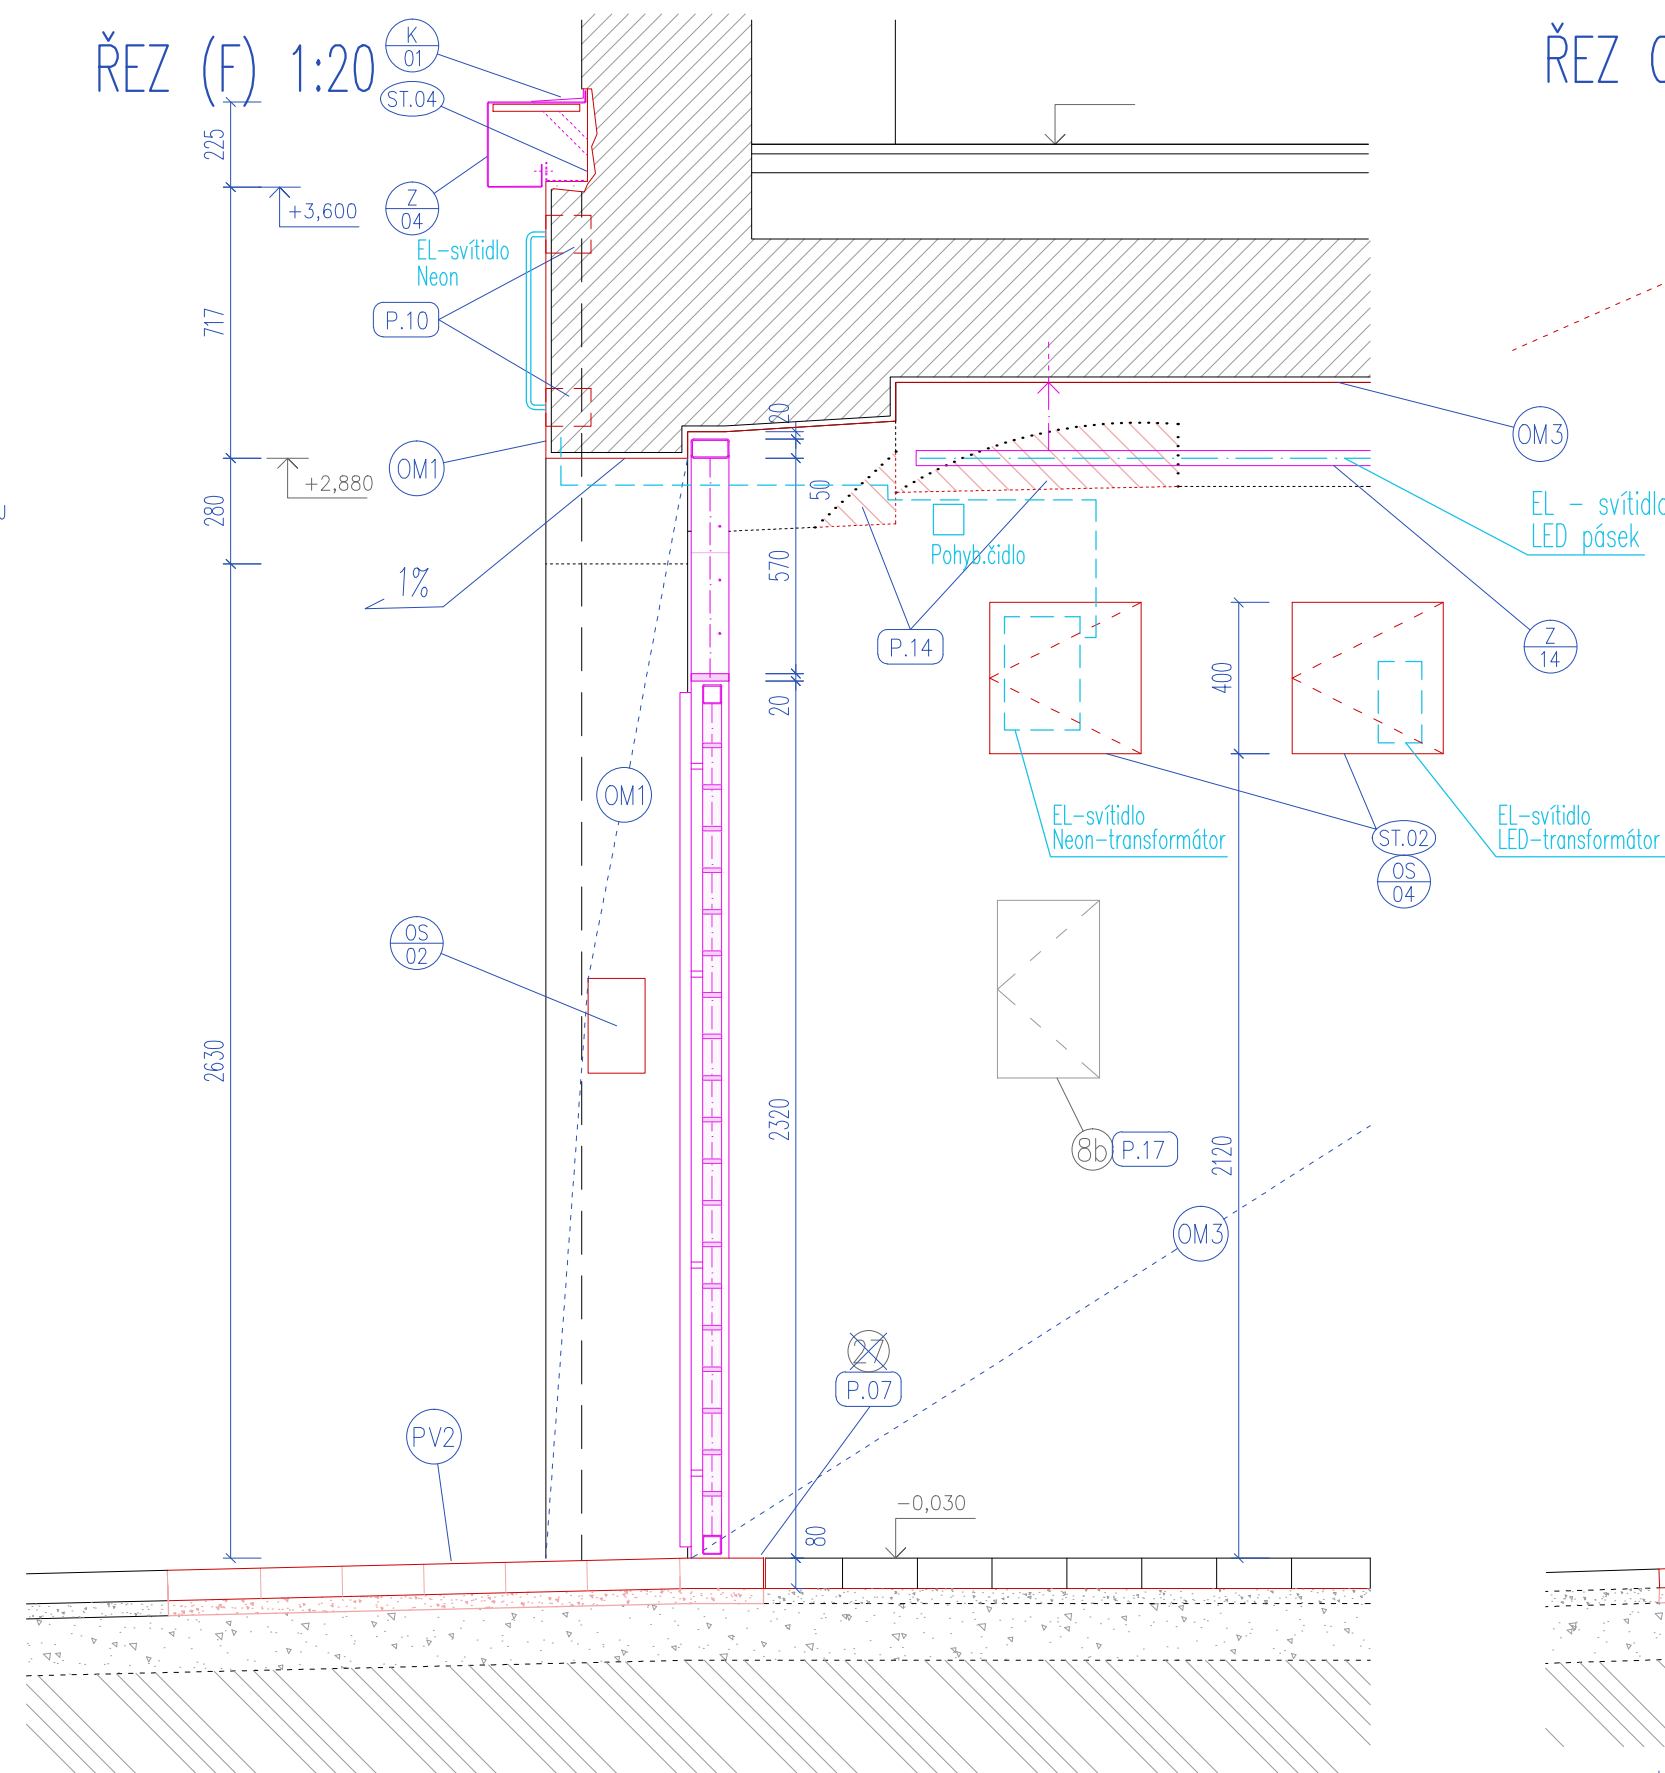 ŘEZ (F) 1:20
ŘEZ
K
01
ST.04
225
Z
04
+3,600
EL-svítidlo
Neon
717
P.10
20
OM1
OM3
+2,880
50
280
EL - svítidlo
LED pásek
Pohyb.čidlo
570
1%
P.14
Z
14
400
20
OM1
EL-svítidlo
Neon-transformátor
EL-svítidlo
LED-transformátor
ST.02
OS
04
OS
02
2630
2320
8b
P.17
2120
OM3
27
P.07
PV2
-0,030
80